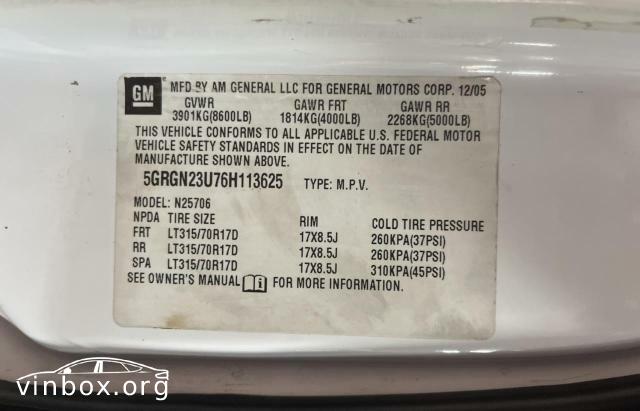 GM
MFD BY AM GENERAL LLC FOR GENERAL MOTORS CORP. 12/05
GVWR GAWR FRT GAWR RR
3901KG(8600LB) 1814KG(4000LB) 2268KG(5000LB)
THIS VEHICLE CONFORMS TO ALL APPLICABLE U.S. FEDERAL MOTOR
VEHICLE SAFETY STANDARDS IN EFFECT ON THE DATE OF
MANUFACTURE SHOWN ABOVE.
5GRGN23U76H113625 TYPE: M.P.V.
MODEL: N25706
NPDA TIRE SIZE RIM COLD TIRE PRESSURE
FRT LT315/70R17D 17X8.5J 260KPA(37PSI)
RR LT315/70R17D 17X8.5J 260KPA(37PSI)
SPA LT315/70R17D 17X8.5J 310KPA(45PSI)
SEE OWNER'S MANUAL FOR MORE INFORMATION.
vinbox.org